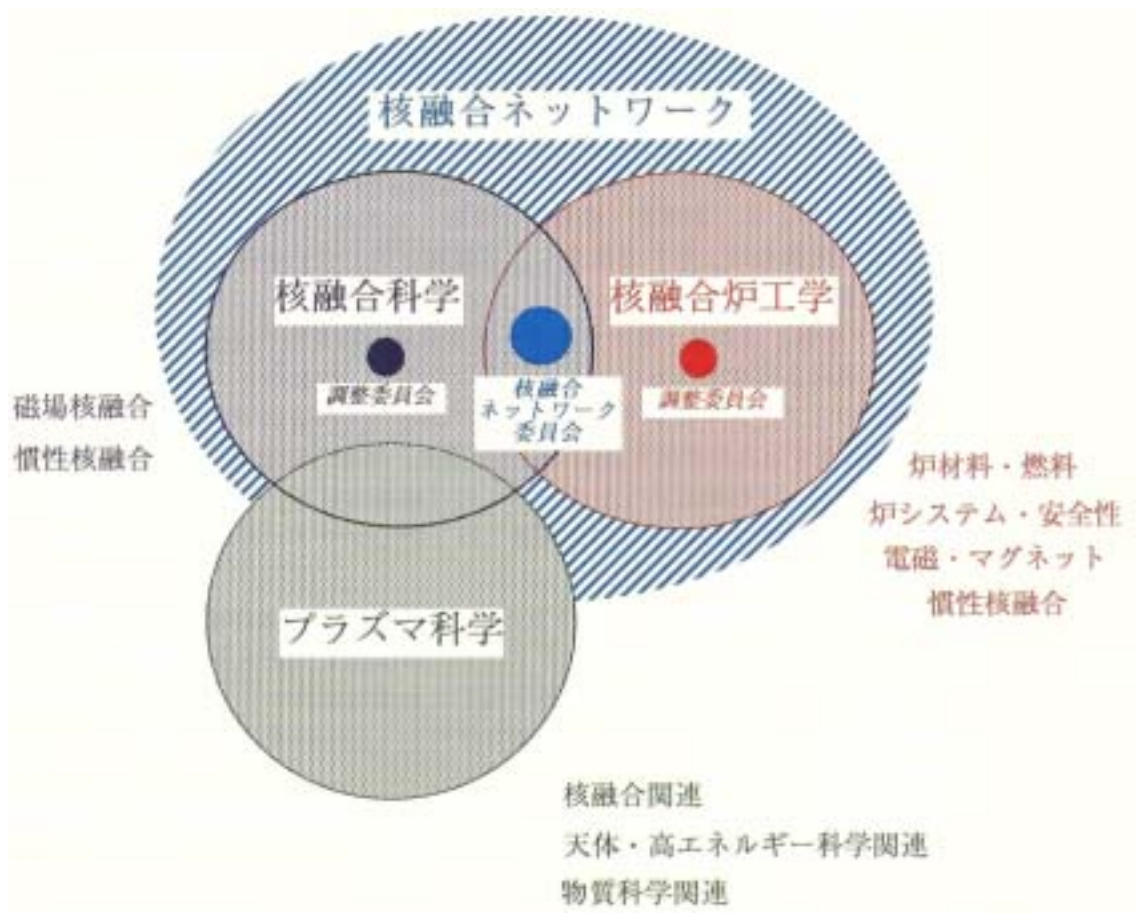 核融合ネットワーク
核融合科学
核融合炉工学
調整委員会
核融合
ネットワーク
委員会
調整委員会
磁場核融合
慣性核融合
炉材料・燃料
炉システム・安全性
電磁・マグネット
慣性核融合
プラズマ科学
核融合関連
天体・高エネルギー科学関連
物質科学関連